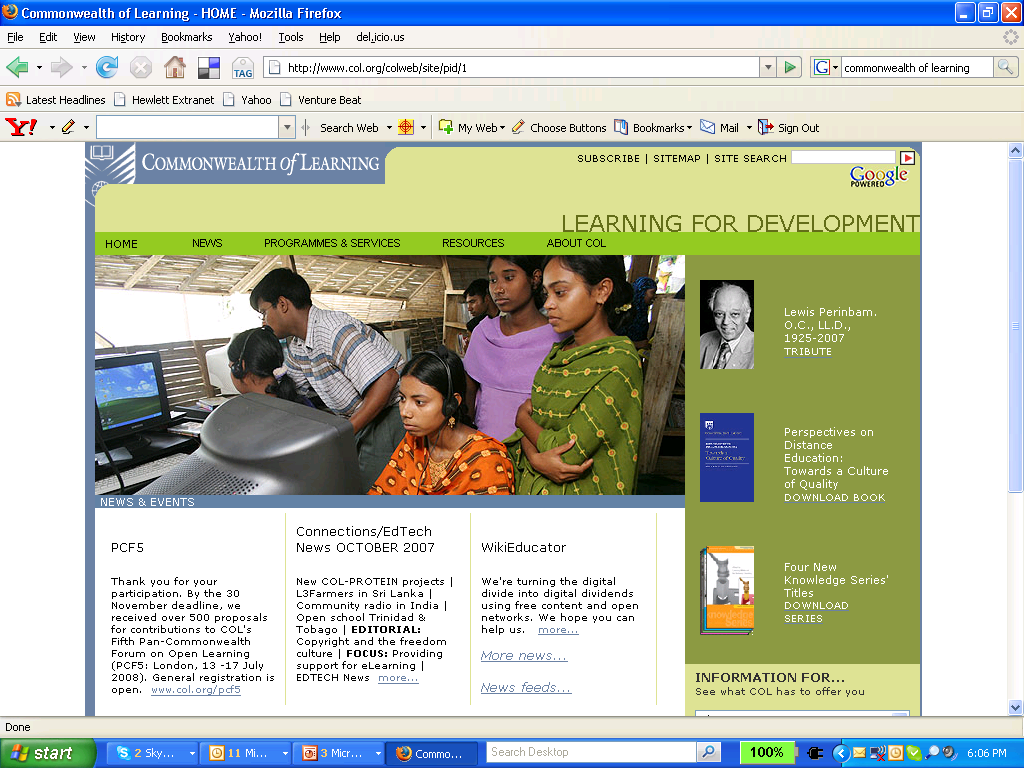 Commonwealth of Learning - HOME - Mozilla Firefox
File Edit View History Bookmarks Yahoo! Tools Help del.icio.us
TAG http://www.col.org/colweb/site/pid/1 G commonwealth of learning
Latest Headlines Hewlett Extranet Yahoo Venture Beat
Y! Search Web My Web Choose Buttons Bookmarks Mail Sign Out
COMMONWEALTH of LEARNING
SUBSCRIBE | SITEMAP | SITE SEARCH
Google
POWERED
LEARNING FOR DEVELOPMENT
HOME NEWS PROGRAMMES & SERVICES RESOURCES ABOUT COL
Lewis Perinbam.
O.C., LL.D.,
1925-2007
TRIBUTE
Perspectives on
Distance
Education:
Towards a Culture
of Quality
DOWNLOAD BOOK
Four New
Knowledge Series'
Titles
DOWNLOAD
SERIES
INFORMATION FOR...
See what COL has to offer you
NEWS & EVENTS
PCF5
Thank you for your
participation. By the 30
November deadline, we
received over 500 proposals
for contributions to COL's
Fifth Pan-Commonwealth
Forum on Open Learning
(PCF5: London, 13 -17 July
2008). General registration is
open. www.col.org/pcf5
Connections/EdTech
News OCTOBER 2007
New COL-PROTEIN projects |
L3Farmers in Sri Lanka |
Community radio in India |
Open school Trinidad &
Tobago | EDITORIAL:
Copyright and the freedom
culture | FOCUS: Providing
support for eLearning |
EDTECH News more...
WikiEducator
We're turning the digital
divide into digital dividends
using free content and open
networks. We hope you can
help us. more...
More news...
News feeds...
Done
start 2 Sky... 11 Mi... 3 Micr... Commo... Search Desktop 100% 6:06 PM